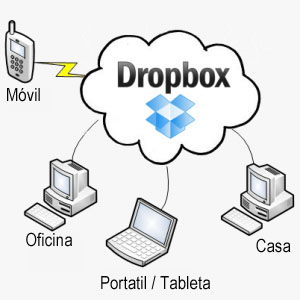 Dropbox
Móvil
Oficina
Casa
Portatil / Tableta